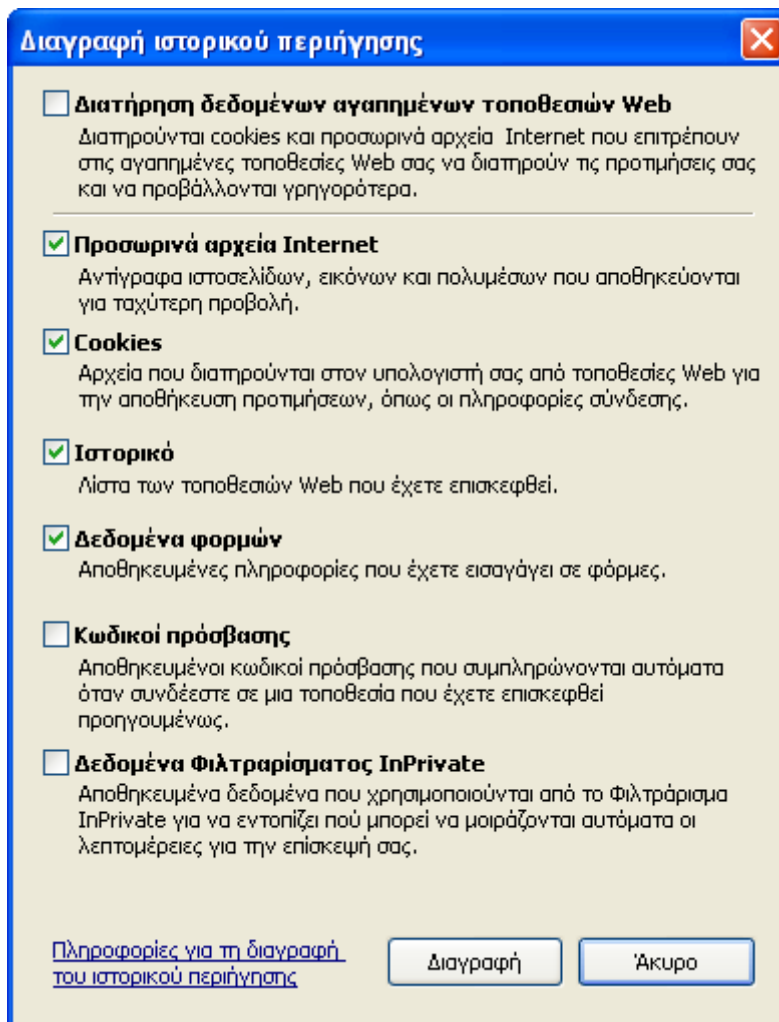 Διαγραφή ιστορικού περιήγησης
Διατήρηση δεδομένων αγαπημένων τοποθεσιών Web
Διατηρούνται cookies και προσωρινά αρχεία Internet που επιτρέπουν
στις αγαπημένες τοποθεσίες Web σας να διατηρούν τις προτιμήσεις σας
και να προβάλλονται γρηγορότερα.
Προσωρινά αρχεία Internet
Αντίγραφα ιστοσελίδων, εικόνων και πολυμέσων που αποθηκεύονται
για ταχύτερη προβολή.
Cookies
Αρχεία που διατηρούνται στον υπολογιστή σας από τοποθεσίες Web για
την αποθήκευση προτιμήσεων, όπως οι πληροφορίες σύνδεσης.
Ιστορικό
Λίστα των τοποθεσιών Web που έχετε επισκεφθεί.
Δεδομένα φορμών
Αποθηκευμένες πληροφορίες που έχετε εισαγάγει σε φόρμες.
Κωδικοί πρόσβασης
Αποθηκευμένοι κωδικοί πρόσβασης που συμπληρώνονται αυτόματα
όταν συνδέεστε σε μια τοποθεσία που έχετε επισκεφθεί
προηγουμένως.
Δεδομένα Φιλτραρίσματος InPrivate
Αποθηκευμένα δεδομένα που χρησιμοποιούνται από το Φιλτράρισμα
InPrivate για να εντοπίζει πού μπορεί να μοιράζονται αυτόματα οι
λεπτομέρειες για την επίσκεψή σας.
Πληροφορίες για τη διαγραφή
του ιστορικού περιήγησης
Διαγραφή
Άκυρο